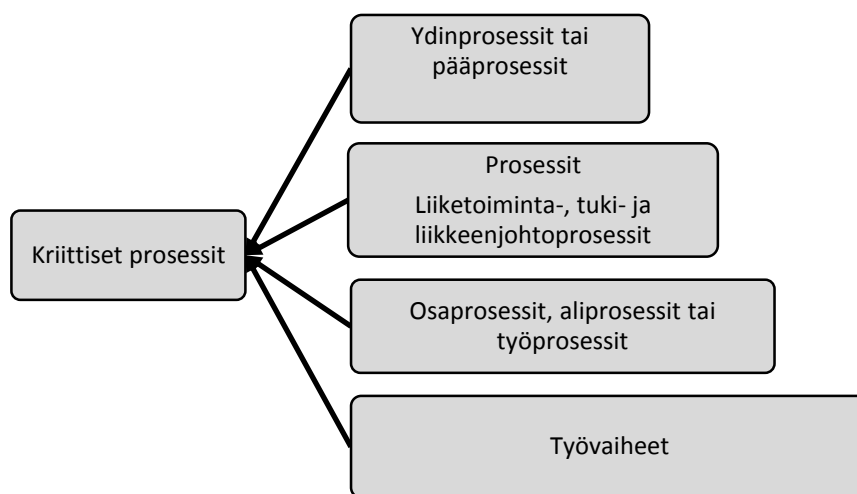 Ydinprosessit tai
pääprosessit
Prosessit
Liiketoiminta-, tuki- ja
liikkeenjohtoprosessit
Kriittiset prosessit
Osaprosessit, aliprosessit tai
työprosessit
Työvaiheet